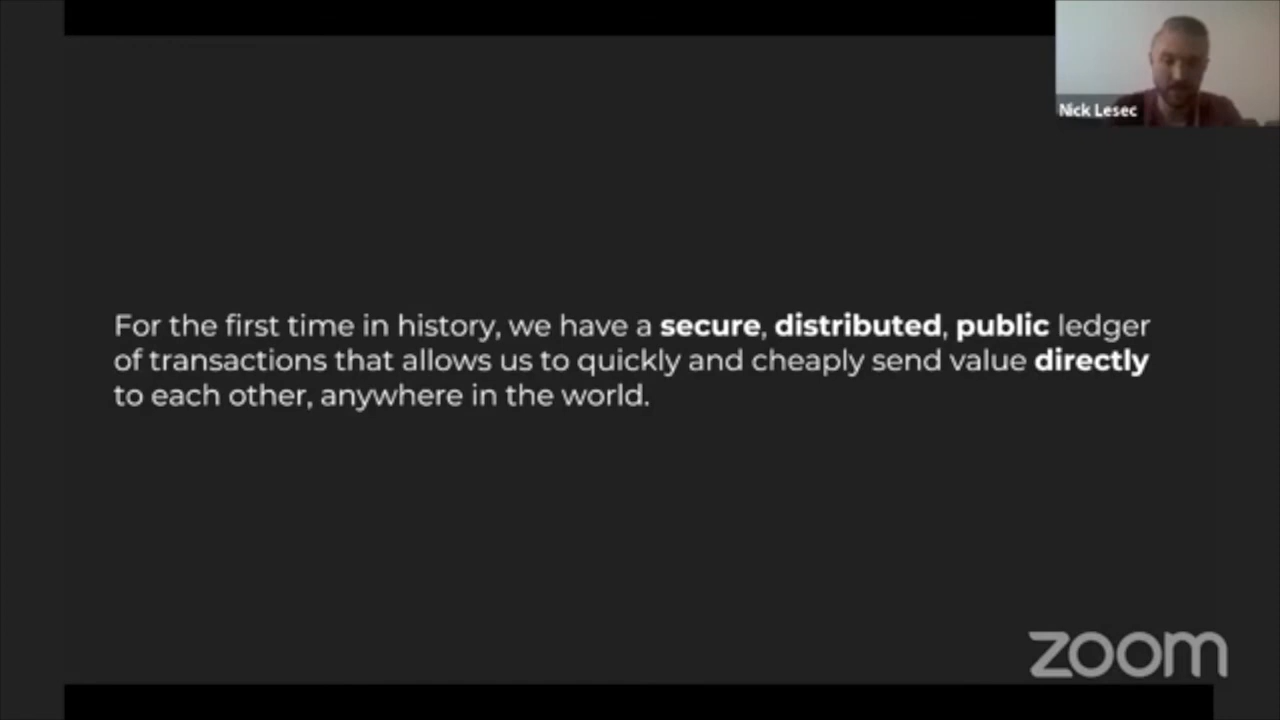 Nick Lesec
For the first time in history, we have a secure, distributed, public ledger
of transactions that allows us to quickly and cheaply send value directly
to each other, anywhere in the world.
zoom